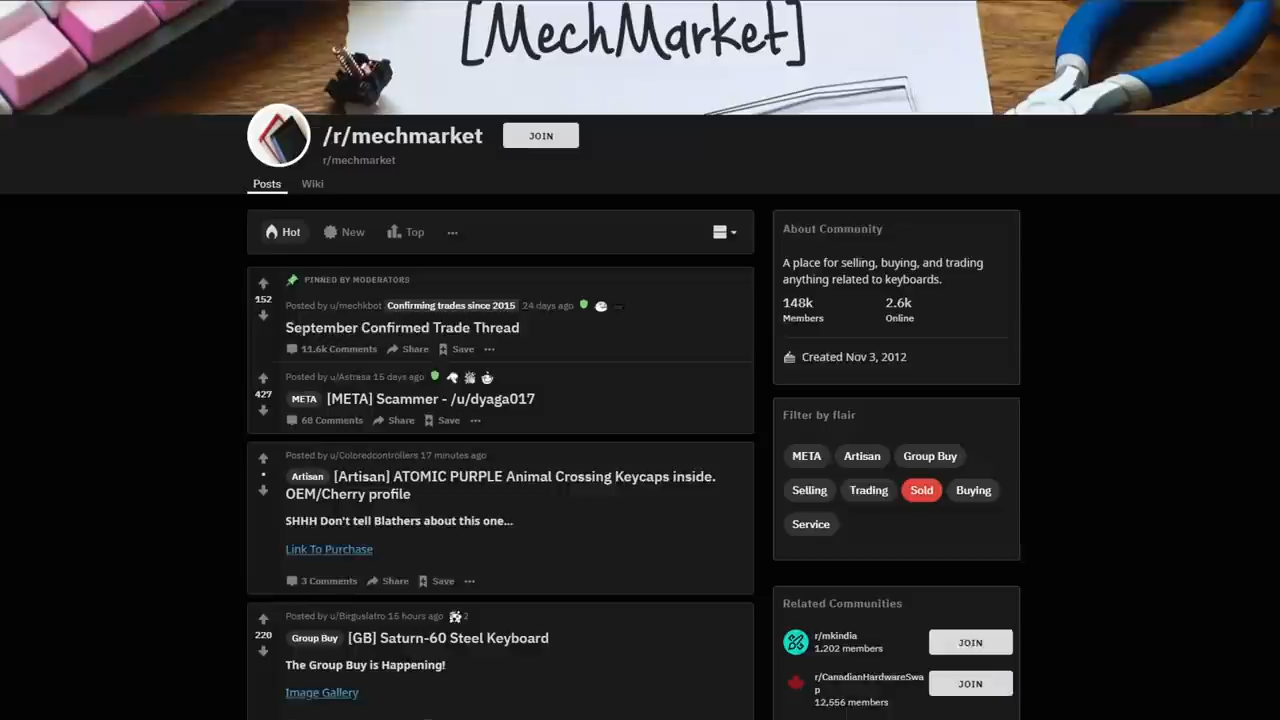 [MechMarket]
/r/mechmarket
JOIN
r/mechmarket
Posts
Wiki
Hot
New
Top
PINNED BY MODERATORS
152
Posted by u/mechkbot Confirming trades since 2015 24 days ago
September Confirmed Trade Thread
11.6k Comments Share Save
Posted by u/Astrasa 15 days ago
427
META [META] Scammer - /u/dyaga017
60 Comments Share Save
Posted by u/Coloredcontrollers 17 minutes ago
Artisan [Artisan] ATOMIC PURPLE Animal Crossing Keycaps inside.
OEM/Cherry profile
SHHH Don't tell Blathers about this one...
Link To Purchase
3 Comments Share Save
Posted by u/Birguslatro 15 hours ago 2
220
Group Buy [GB] Saturn-60 Steel Keyboard
The Group Buy is Happening!
Image Gallery
About Community
A place for selling, buying, and trading
anything related to keyboards.
148k 2.6k
Members Online
Created Nov 3, 2012
Filter by flair
META Artisan Group Buy
Selling Trading Sold Buying
Service
Related Communities
r/mkindia
1,202 members
JOIN
r/CanadianHardwareSwa
p
12,556 members
JOIN